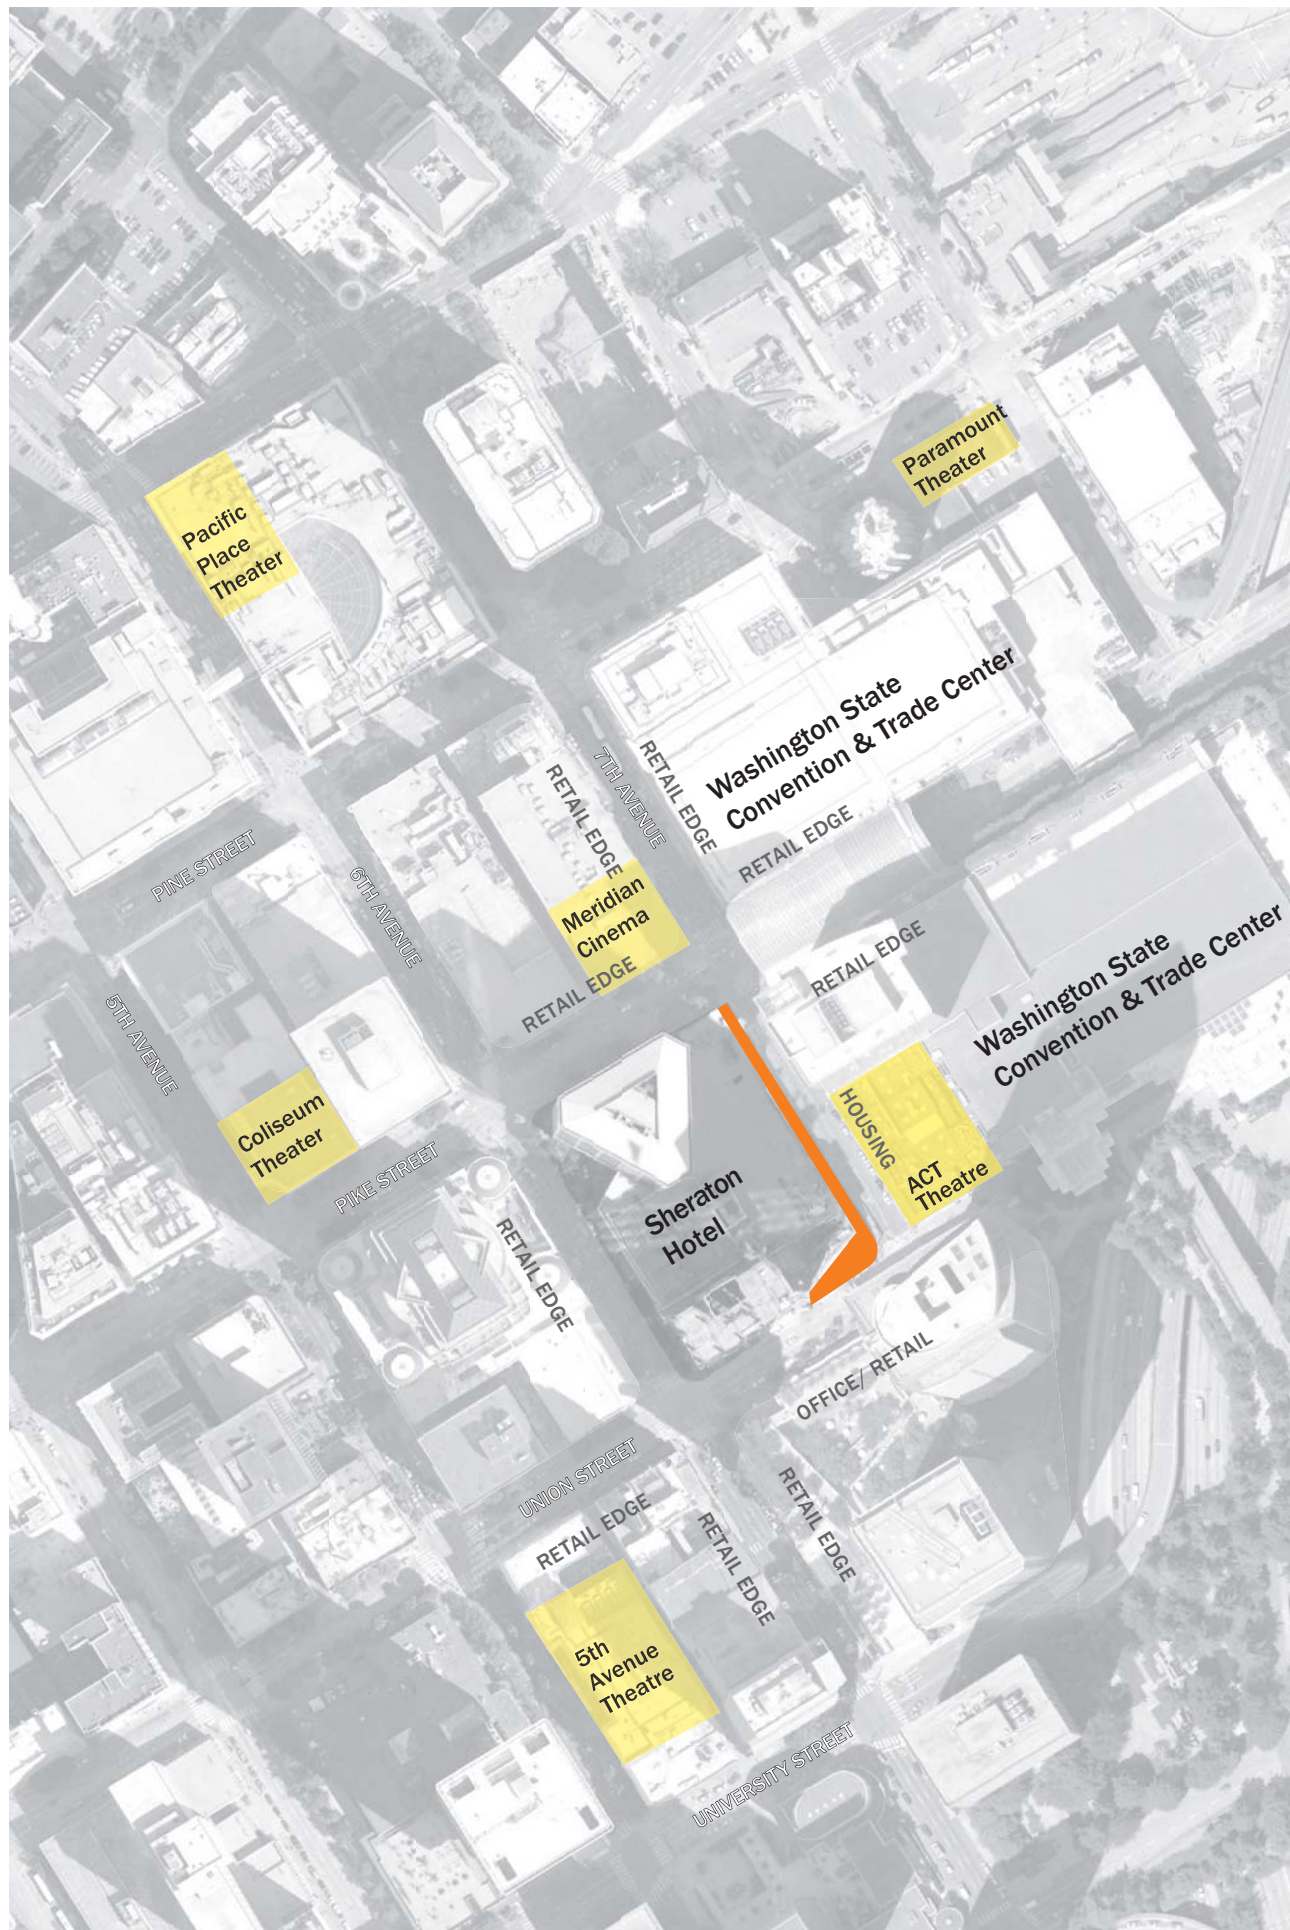 Paramount
Theater
Pacific
Place
Theater
Washington State
Convention & Trade Center
RETAIL EDGE
7TH AVENUE
RETAIL EDGE
RETAIL EDGE
PINE STREET
6TH AVENUE
Meridian
Cinema
RETAIL EDGE
RETAIL EDGE
Washington State
Convention & Trade Center
5TH AVENUE
Coliseum
Theater
PIKE STREET
HOUSING
ACT
Theatre
Sheraton
Hotel
RETAIL EDGE
OFFICE/ RETAIL
UNION STREET
RETAIL EDGE
RETAIL EDGE
RETAIL EDGE
5th
Avenue
Theatre
UNIVERSITY STREET